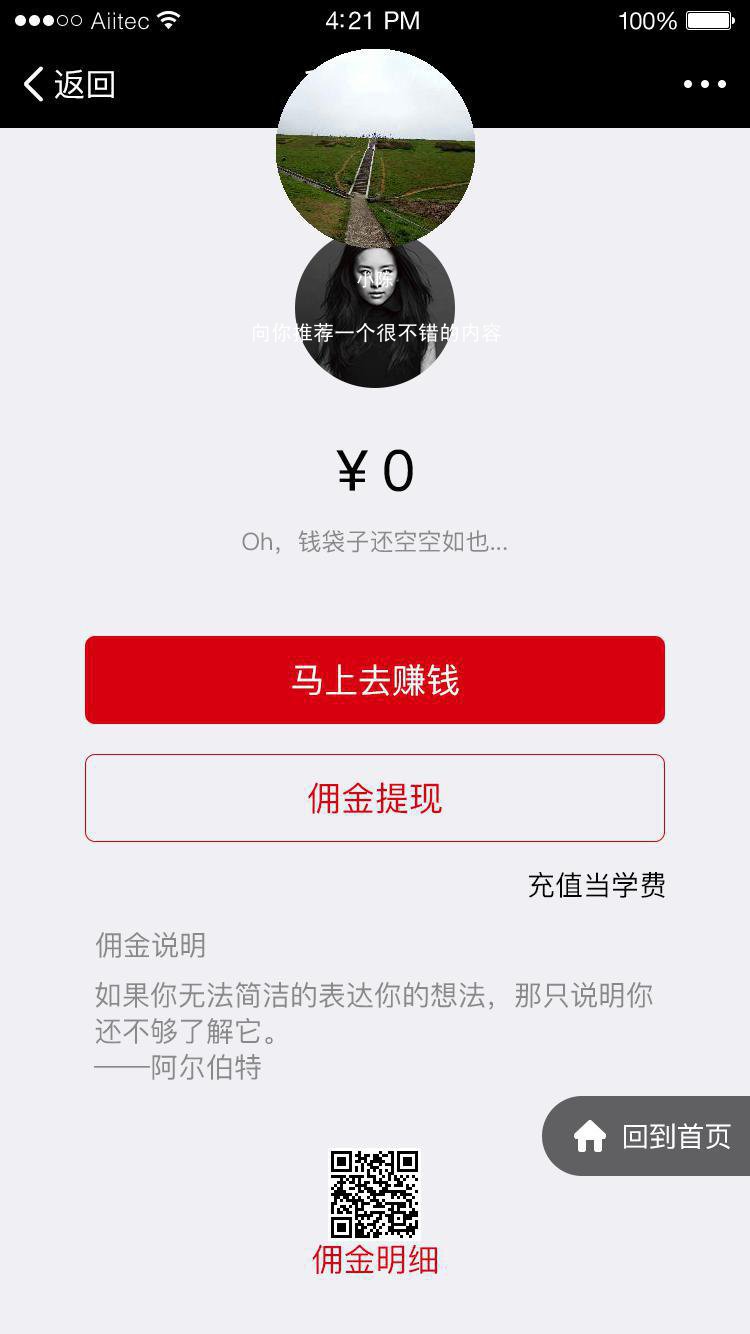 Aiitec 4:21 PM 100%
返回
小陈
向你推荐一个很不错的内容
¥ 0
Oh，钱袋子还空空如也...
马上去赚钱
佣金提现
充值当学费
佣金说明
如果你无法简洁的表达你的想法，那只说明你
还不够了解它。
——阿尔伯特
回到首页
佣金明细